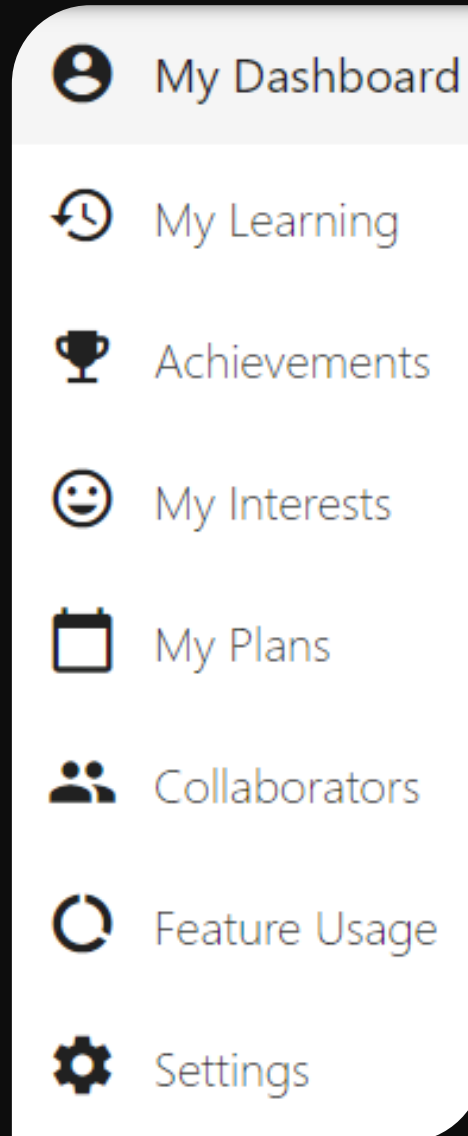 My Dashboard
My Learning
Achievements
My Interests
My Plans
Collaborators
Feature Usage
Settings